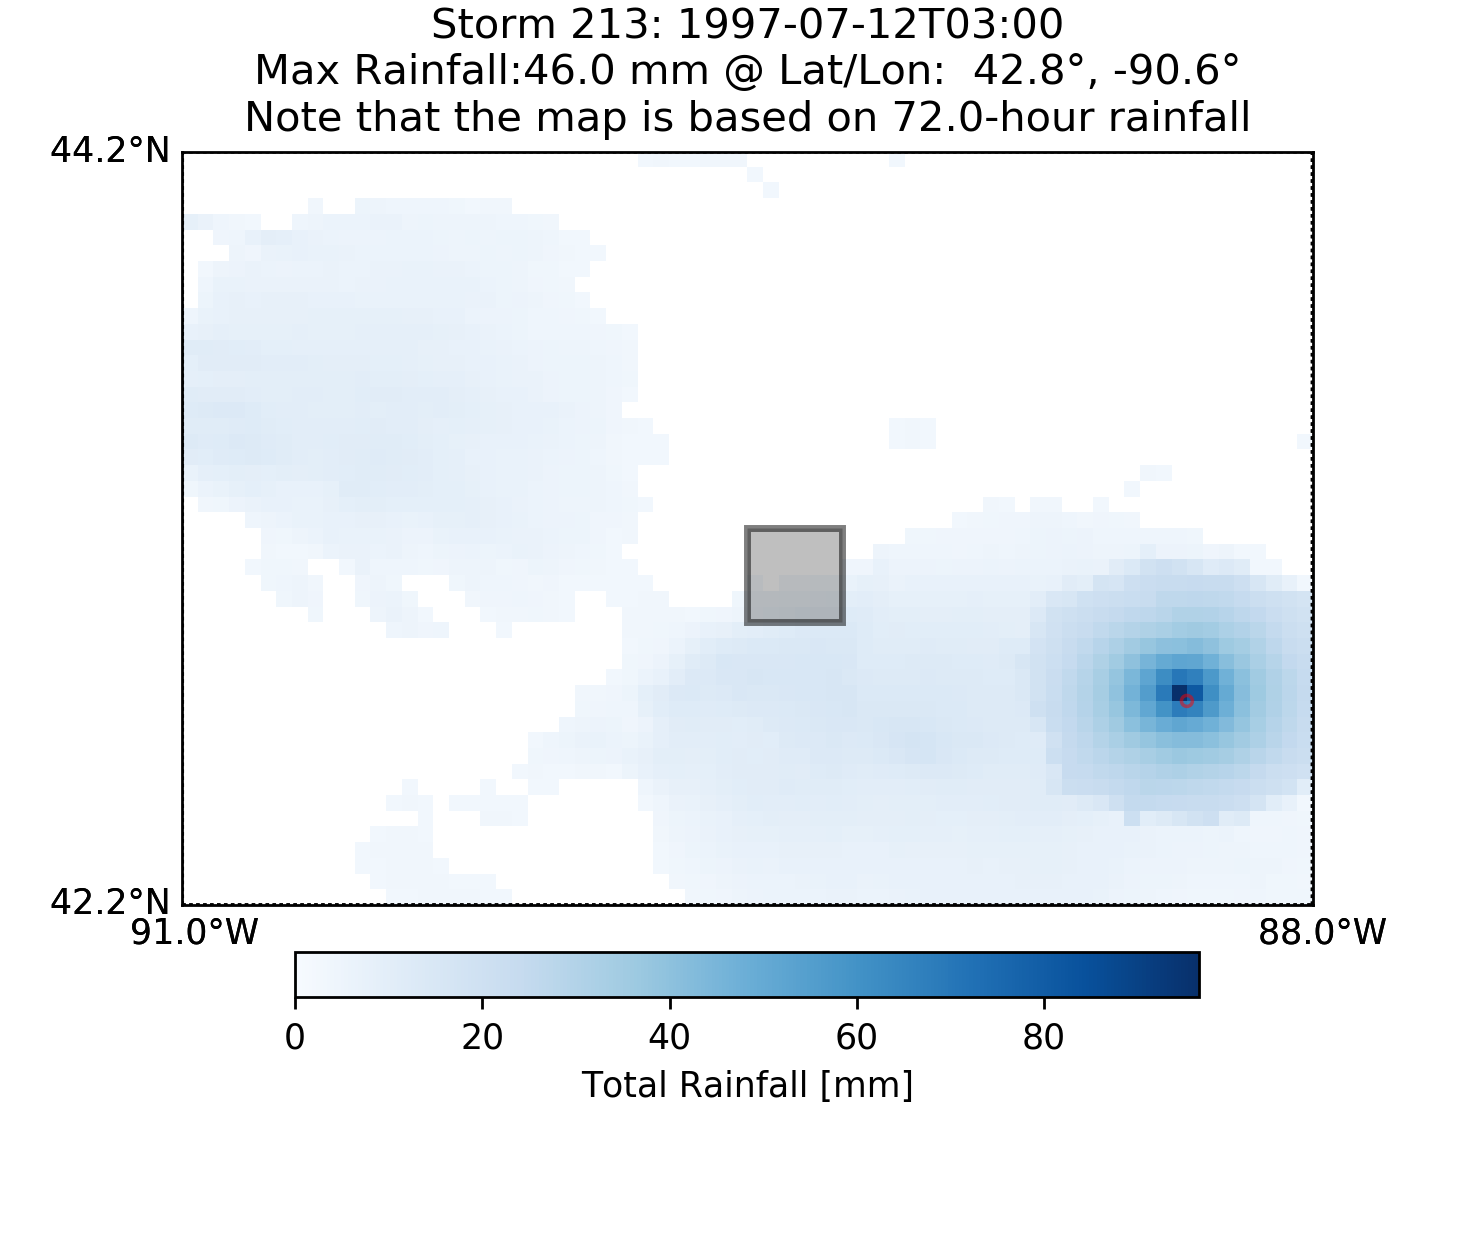 Storm 213: 1997-07-12T03:00
Max Rainfall:46.0 mm @ Lat/Lon:  42.8°, -90.6°
Note that the map is based on 72.0-hour rainfall
44.2°N
42.2°N
91.0°W 88.0°W
0 20 40 60 80
Total Rainfall [mm]